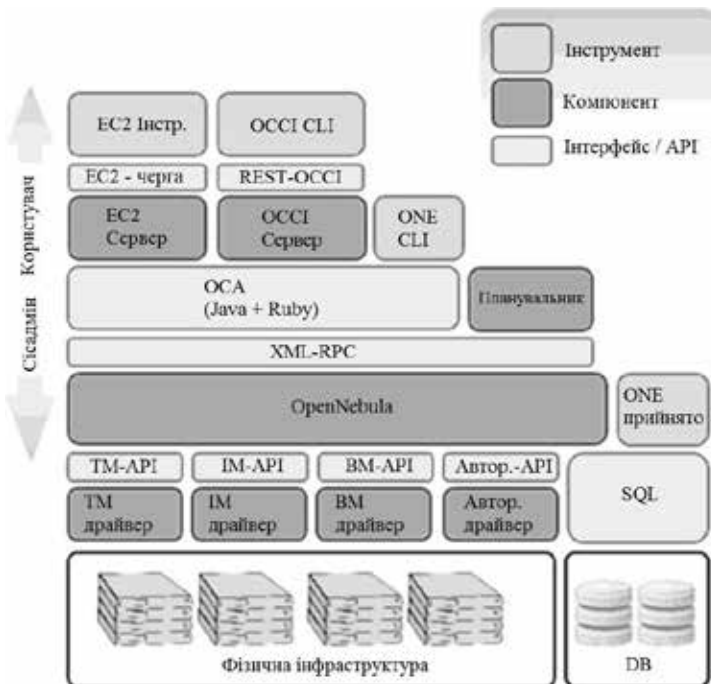 Інструмент
Компонент
Інтерфейс / API
Користувач
Сісадмін
EC2 Інстр.
OCCI CLI
EC2 - черга
REST-OCCI
EC2
Сервер
OCCI
Сервер
ONE
CLI
OCA
(Java + Ruby)
Планувальник
XML-RPC
OpenNebula
ONE
прийнято
TM-API
IM-API
ВМ-API
Автор.-API
SQL
TM
драйвер
IM
драйвер
ВМ
драйвер
Автор.
драйвер
Фізична інфраструктура
DB